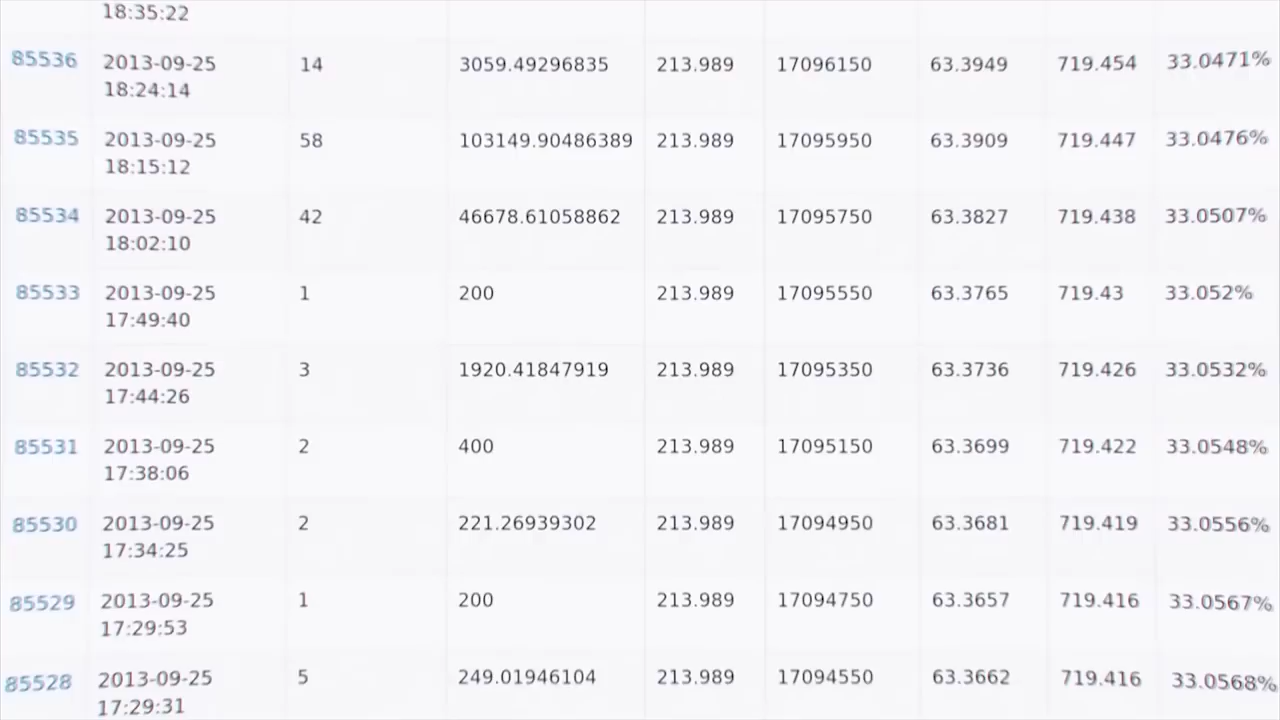 18:35:22
85536 2013-09-25 14 3059.49296835 213.989 17096150 63.3949 719.454 33.0471%
18:24:14
85535 2013-09-25 58 103149.90486389 213.989 17095950 63.3909 719.447 33.0476%
18:15:12
85534 2013-09-25 42 46678.61058862 213.989 17095750 63.3827 719.438 33.0507%
18:02:10
85533 2013-09-25 1 200 213.989 17095550 63.3765 719.43 33.052%
17:49:40
85532 2013-09-25 3 1920.41847919 213.989 17095350 63.3736 719.426 33.0532%
17:44:26
85531 2013-09-25 2 400 213.989 17095150 63.3699 719.422 33.0548%
17:38:06
85530 2013-09-25 2 221.26939302 213.989 17094950 63.3681 719.419 33.0556%
17:34:25
85529 2013-09-25 1 200 213.989 17094750 63.3657 719.416 33.0567%
17:29:53
85528 2013-09-25 5 249.01946104 213.989 17094550 63.3662 719.416 33.0568%
17:29:31